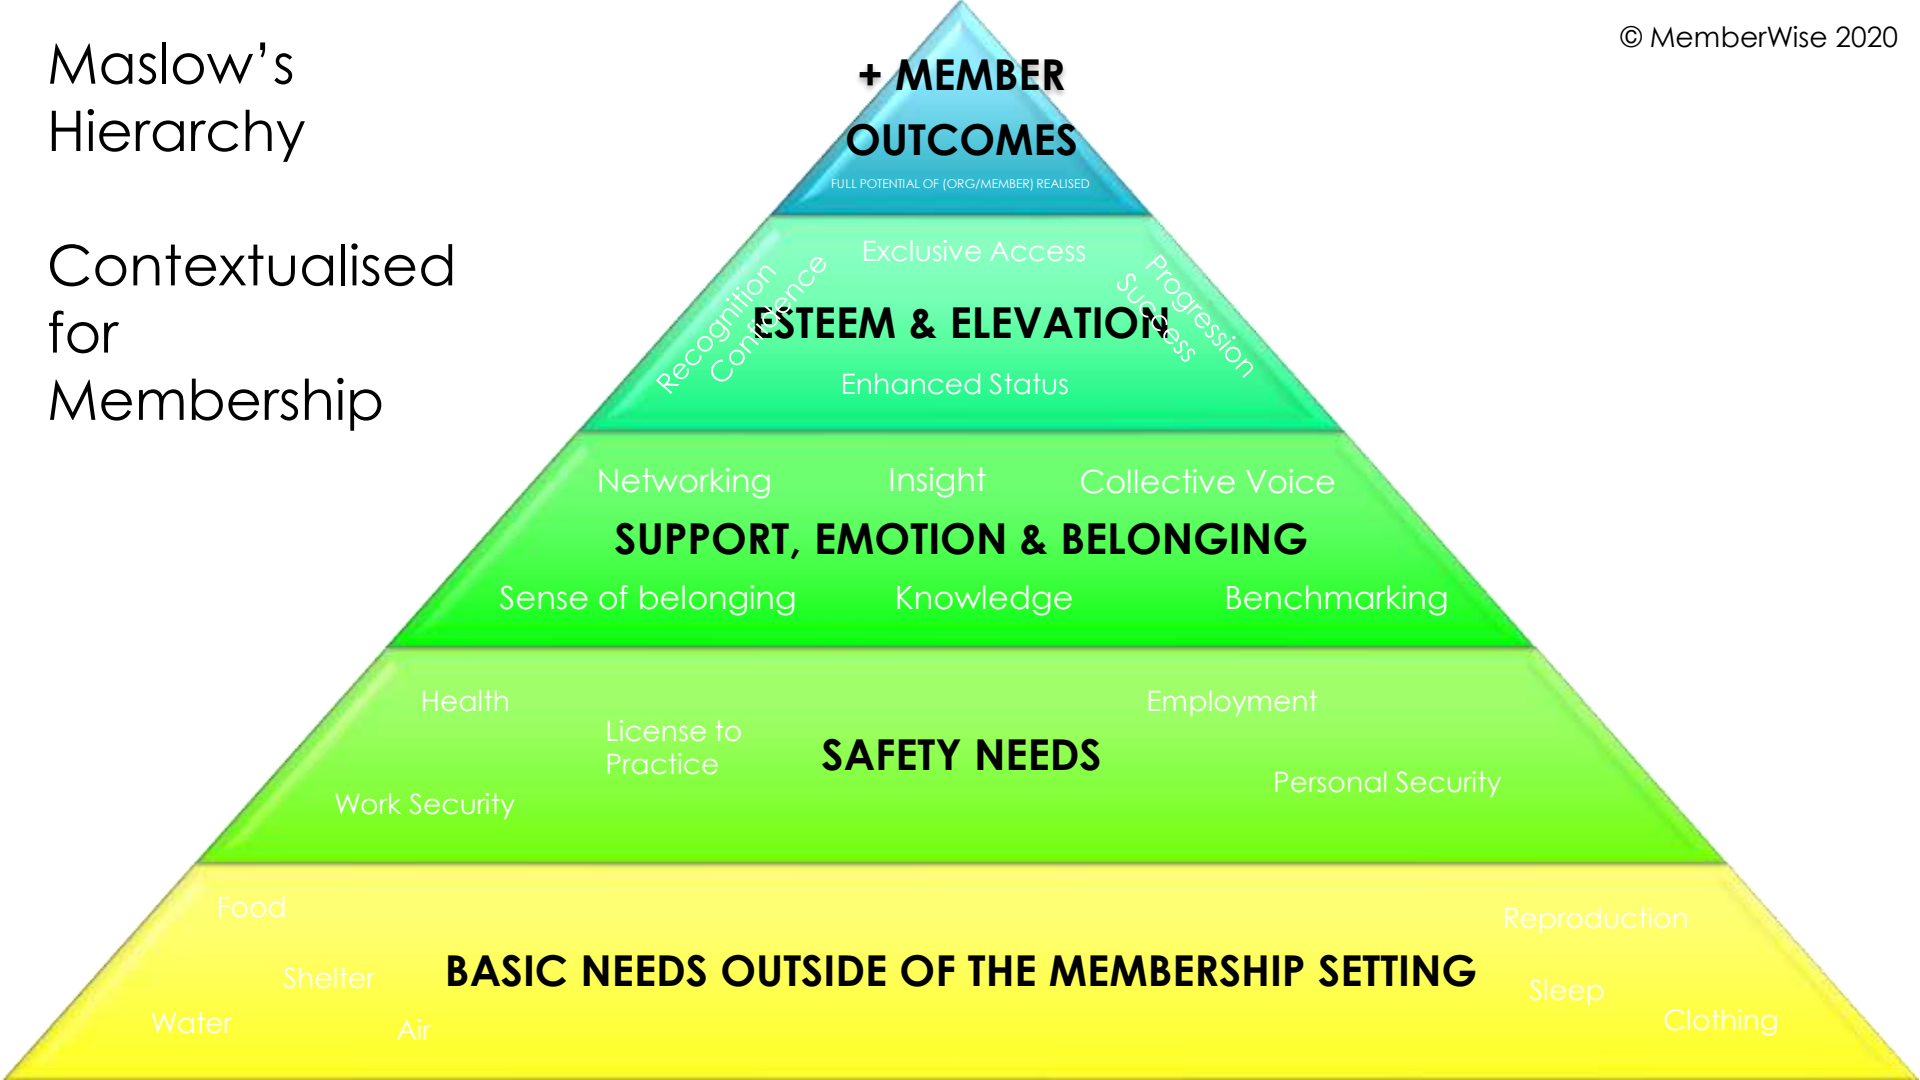 Maslow's
Hierarchy
Contextualised
for
Membership
© MemberWise 2020
+ MEMBER
OUTCOMES
FULL POTENTIAL OF (ORG/MEMBER) REALISED
Exclusive Access
Recognition
Confidence
ESTEEM & ELEVATION
Progression
Success
Enhanced Status
Networking
Insight
Collective Voice
SUPPORT, EMOTION & BELONGING
Sense of belonging
Knowledge
Benchmarking
Health
License to
Practice
Work Security
SAFETY NEEDS
Employment
Personal Security
Food
Shelter
Water
Air
BASIC NEEDS OUTSIDE OF THE MEMBERSHIP SETTING
Reproduction
Sleep
Clothing